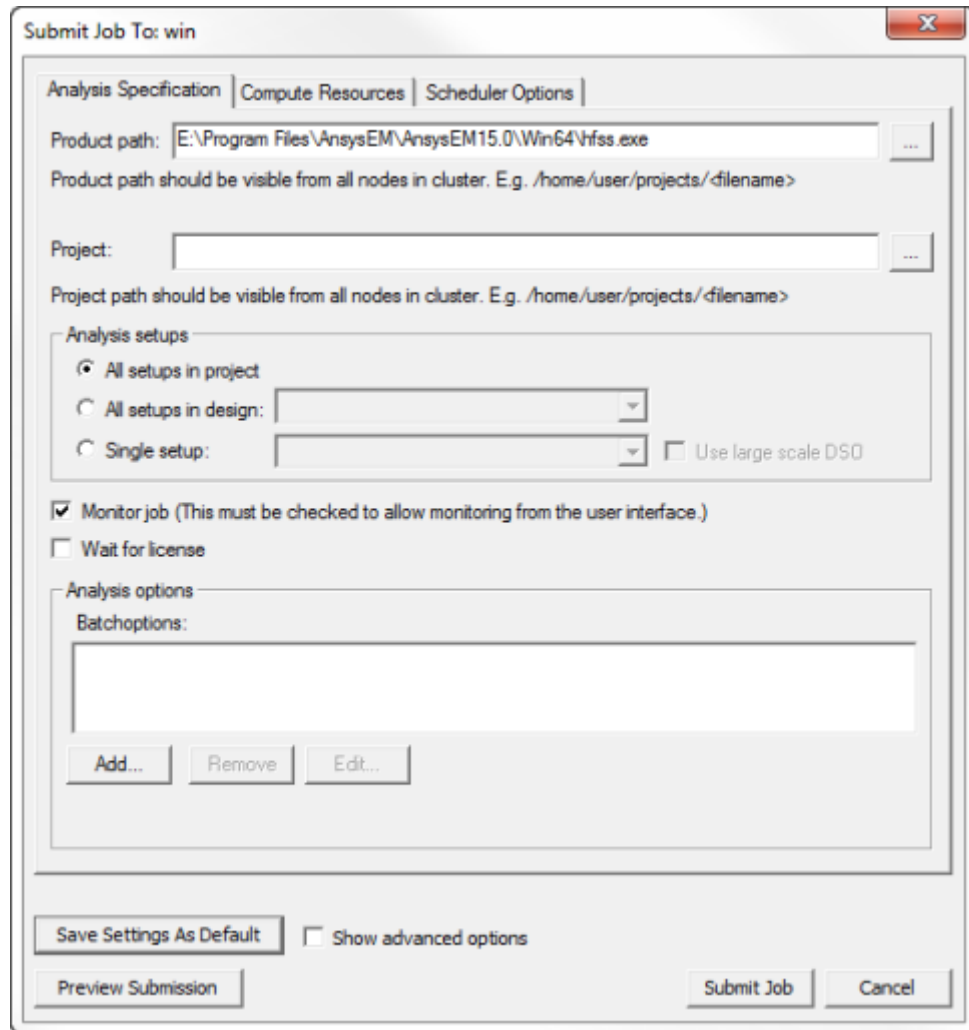 Submit Job To: win
Analysis Specification Compute Resources Scheduler Options
Product path: E:\Program Files\AnsysEM\AnsysEM15.0\Win64\hfss.exe ...
Product path should be visible from all nodes in cluster. E.g. /home/user/projects/<filename>
Project: ...
Project path should be visible from all nodes in cluster. E.g. /home/user/projects/<filename>
Analysis setups
All setups in project
All setups in design:
Single setup: Use large scale DSO
Monitor job (This must be checked to allow monitoring from the user interface.)
Wait for license
Analysis options
Batchoptions:
Add... Remove Edit...
Save Settings As Default Show advanced options
Preview Submission Submit Job Cancel